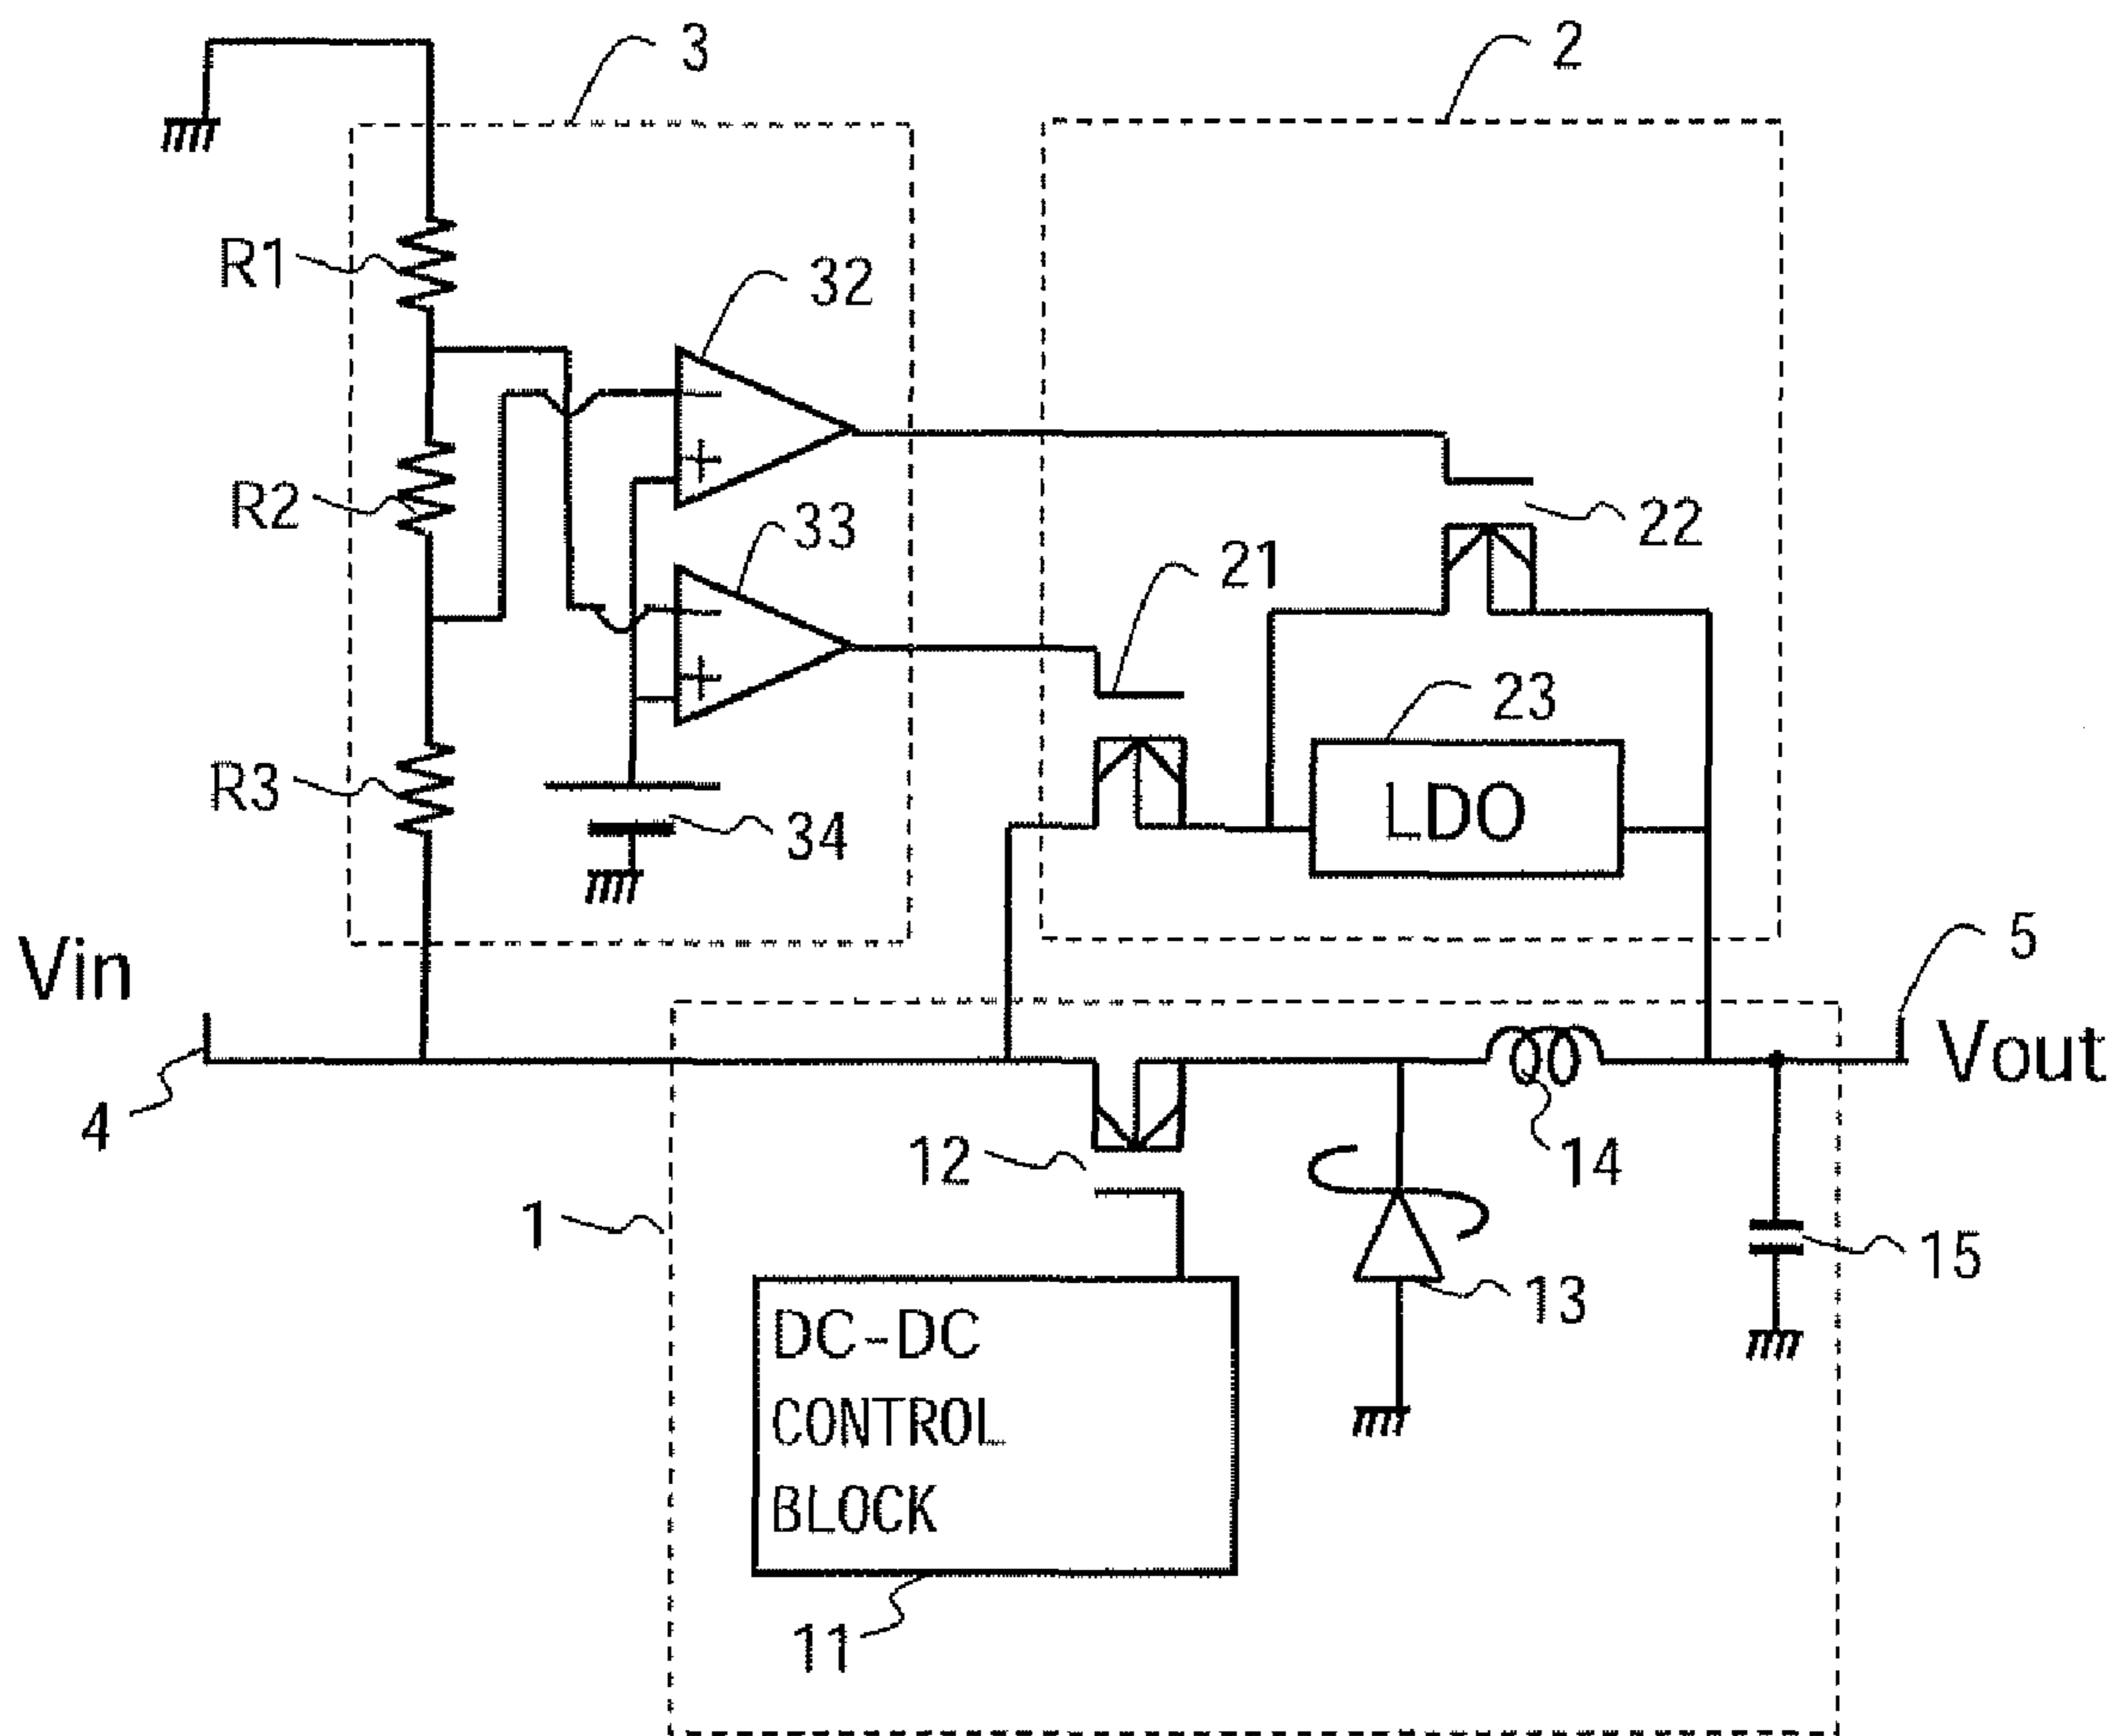 3
2
R1
32
R2
33
22
21
23
R3
34
LDO
Vin
5
Vout
4
12
14
1
15
13
DC-DC
CONTROL
BLOCK
11
−
+
−
+